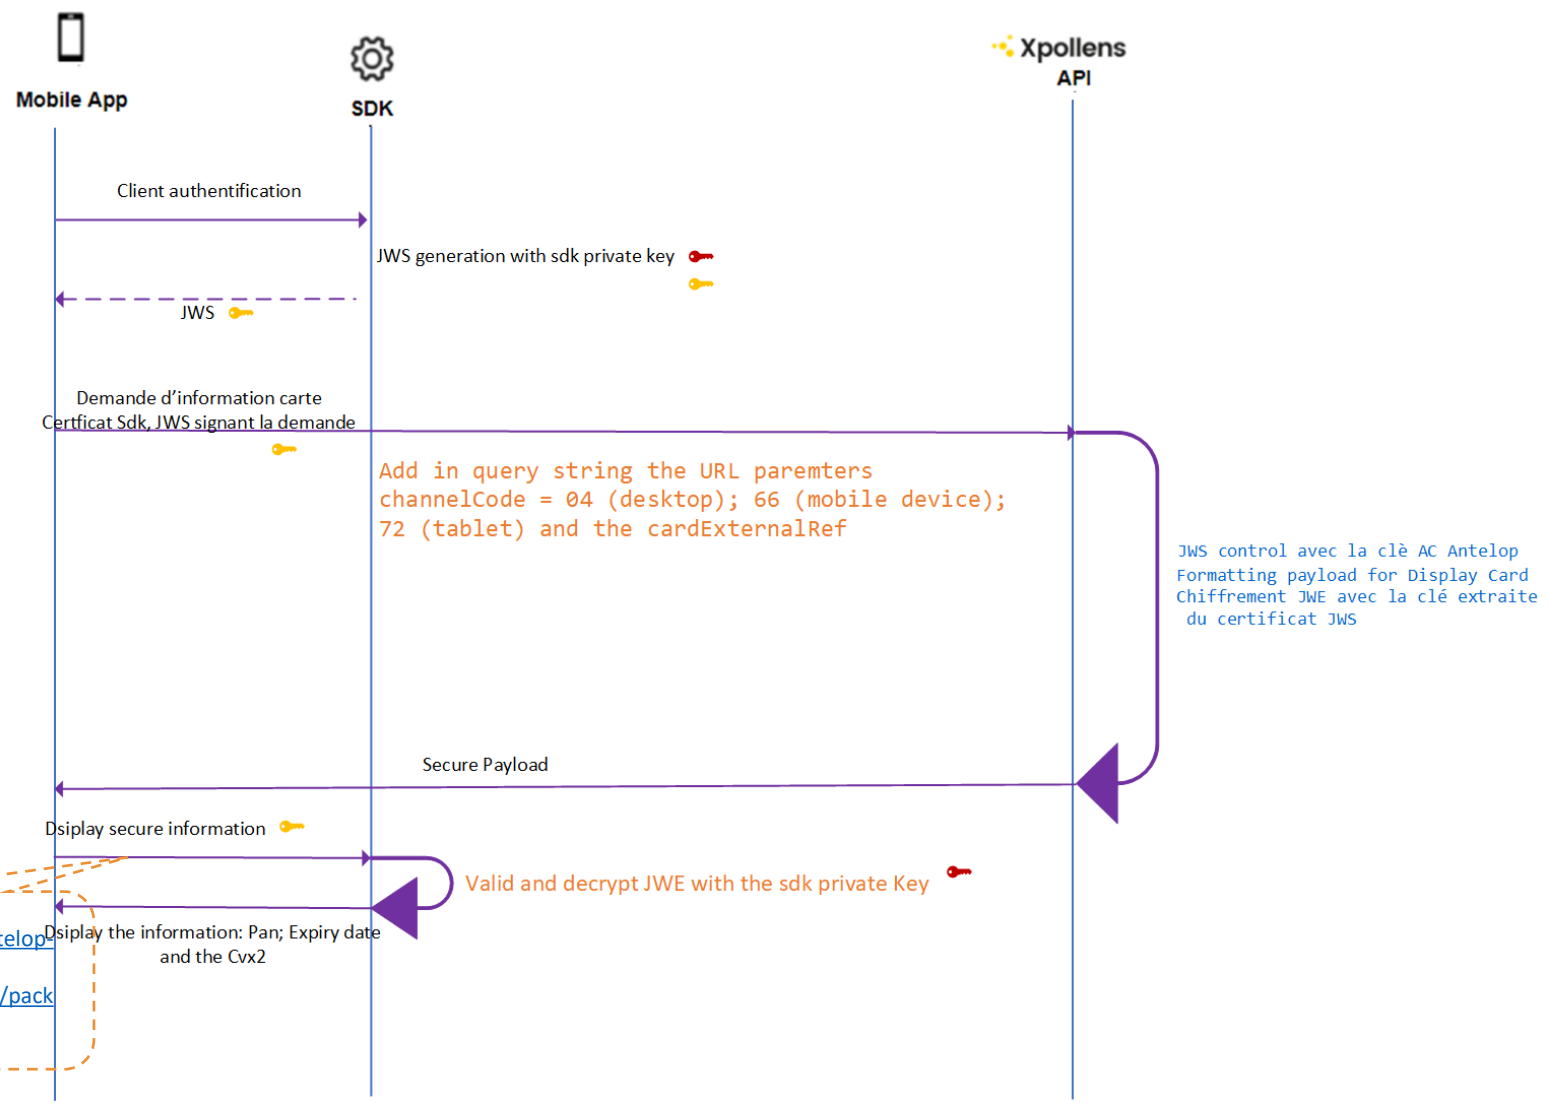 Mobile App
SDK
Xpollens
API
Client authentification
JWS generation with sdk private key
JWS
Demande d’information carte
Certficat Sdk, JWS signant la demande
Add in query string the URL paremters
channelCode = 04 (desktop); 66 (mobile device);
72 (tablet) and the cardExternalRef
JWS control avec la clè AC Antelop
Formatting payload for Display Card
Chiffrement JWE avec la clé extraite
du certificat JWS
Secure Payload
Dsiplay secure information
Valid and decrypt JWE with the sdk private Key
telop-
Dsiplay the information: Pan; Expiry date
and the Cvx2
/pack